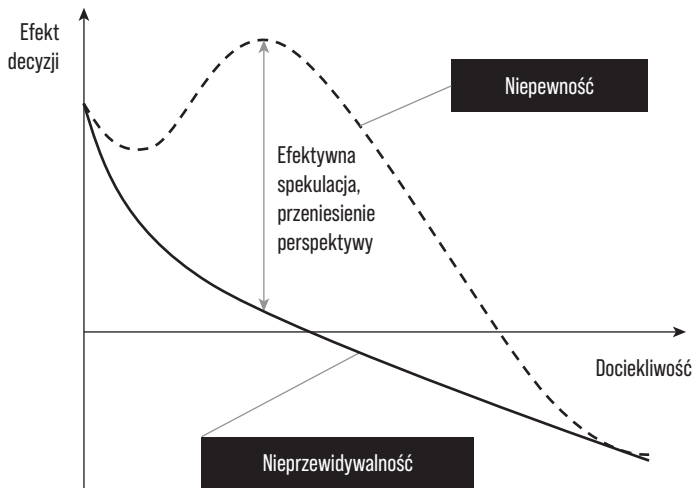 Efekt
decyzji
Niepewność
Efektywna
spekulacja,
przeniesienie
perspektywy
Dociekliwość
Nieprzewidywalność